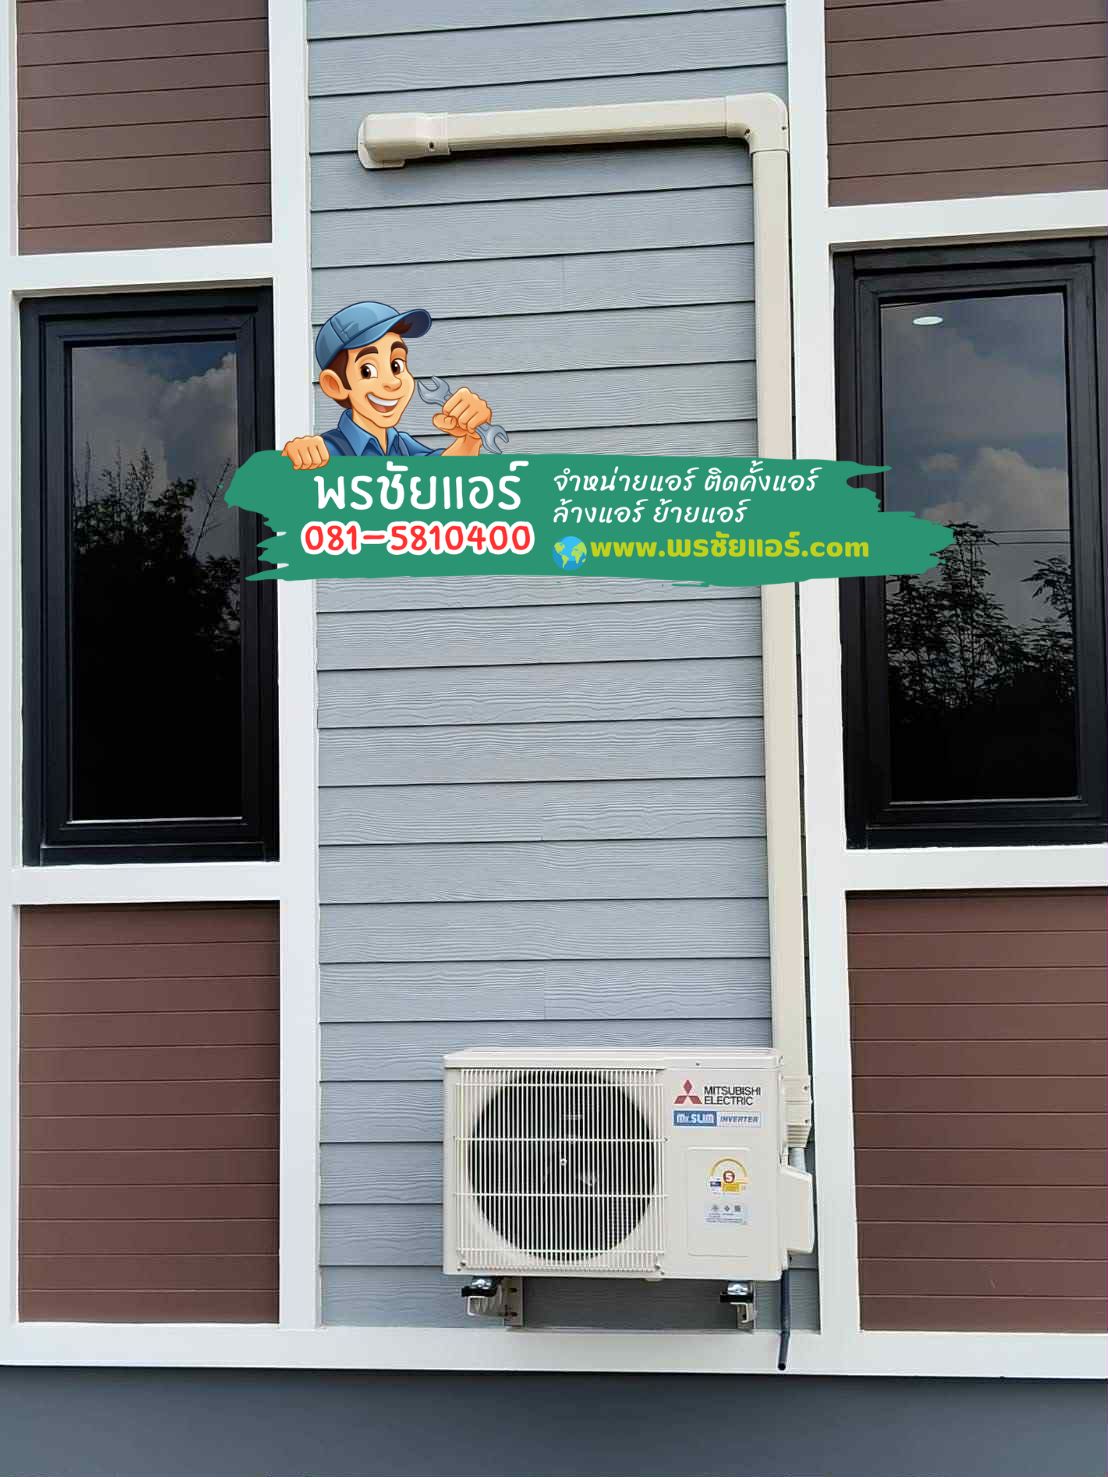 พรชัยแอร์
081-5810400
จำหน่ายแอร์ ติดตั้งแอร์
ล้างแอร์ ย้ายแอร์
www.พรชัยแอร์.com
MITSUBISHI
ELECTRIC
Mr.SLIM INVERTER
5